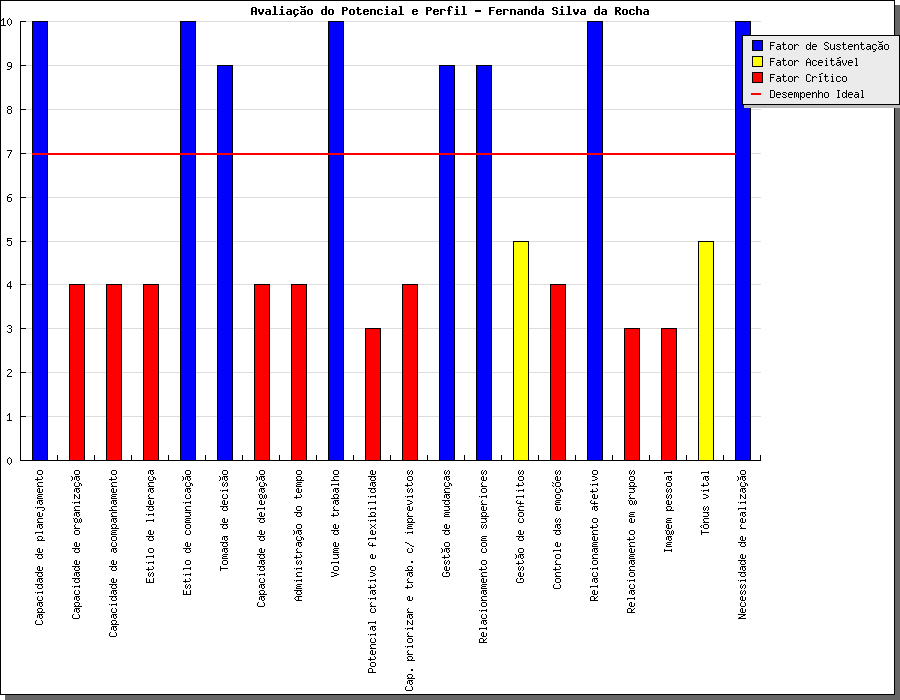 Avaliação do Potencial e Perfil - Fernanda Silva da Rocha
Fator de Sustentação
Fator Aceitável
Fator Crítico
Desempenho Ideal
10
9
8
7
6
5
4
3
2
1
0
Capacidade de planejamento
Capacidade de organização
Capacidade de acompanhamento
Estilo de liderança
Estilo de comunicação
Tomada de decisão
Capacidade de delegação
Administração do tempo
Volume de trabalho
Potencial criativo e flexibilidade
Cap. priorizar e trab. c/ imprevistos
Gestão de mudanças
Relacionamento com superiores
Gestão de conflitos
Controle das emoções
Relacionamento afetivo
Relacionamento em grupos
Imagem pessoal
Tônus vital
Necessidade de realização